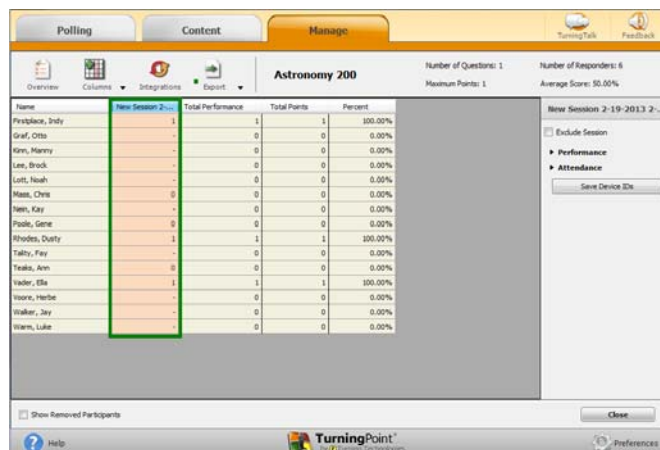 Polling Content Manage TurningTalk Feedback
Overview Columns Integrations Export Astronomy 200 Number of Questions: 1 Number of Responders: 6
Maximum Points: 1 Average Score: 50.00%
Name New Session 2-... Total Performance Total Points Percent New Session 2-19-2013 2-.
Firstplace, Indy 1 1 1 100.00%
Graf, Otto - 0 0 0.00% Exclude Session
Kinn, Manny - 0 0 0.00% Performance
Lee, Brock - 0 0 0.00% Attendance
Lott, Noah - 0 0 0.00% Save Device IDs
Mass, Chris 0 0 0 0.00%
Nein, Kay - 0 0 0.00%
Poole, Gene 0 0 0 0.00%
Rhodes, Dusty 1 1 1 100.00%
Fay - 0 0 0.00%
Teaks, Ann 0 0 0 0.00%
Vader, Ella 1 1 1 100.00%
Herbe - 0 0 0.00%
Walker, Jay - 0 0 0.00%
Warm, Luke - 0 0 0.00%
Show Removed Participants Close
Help TurningPoint Preferences
by Turning Technologies